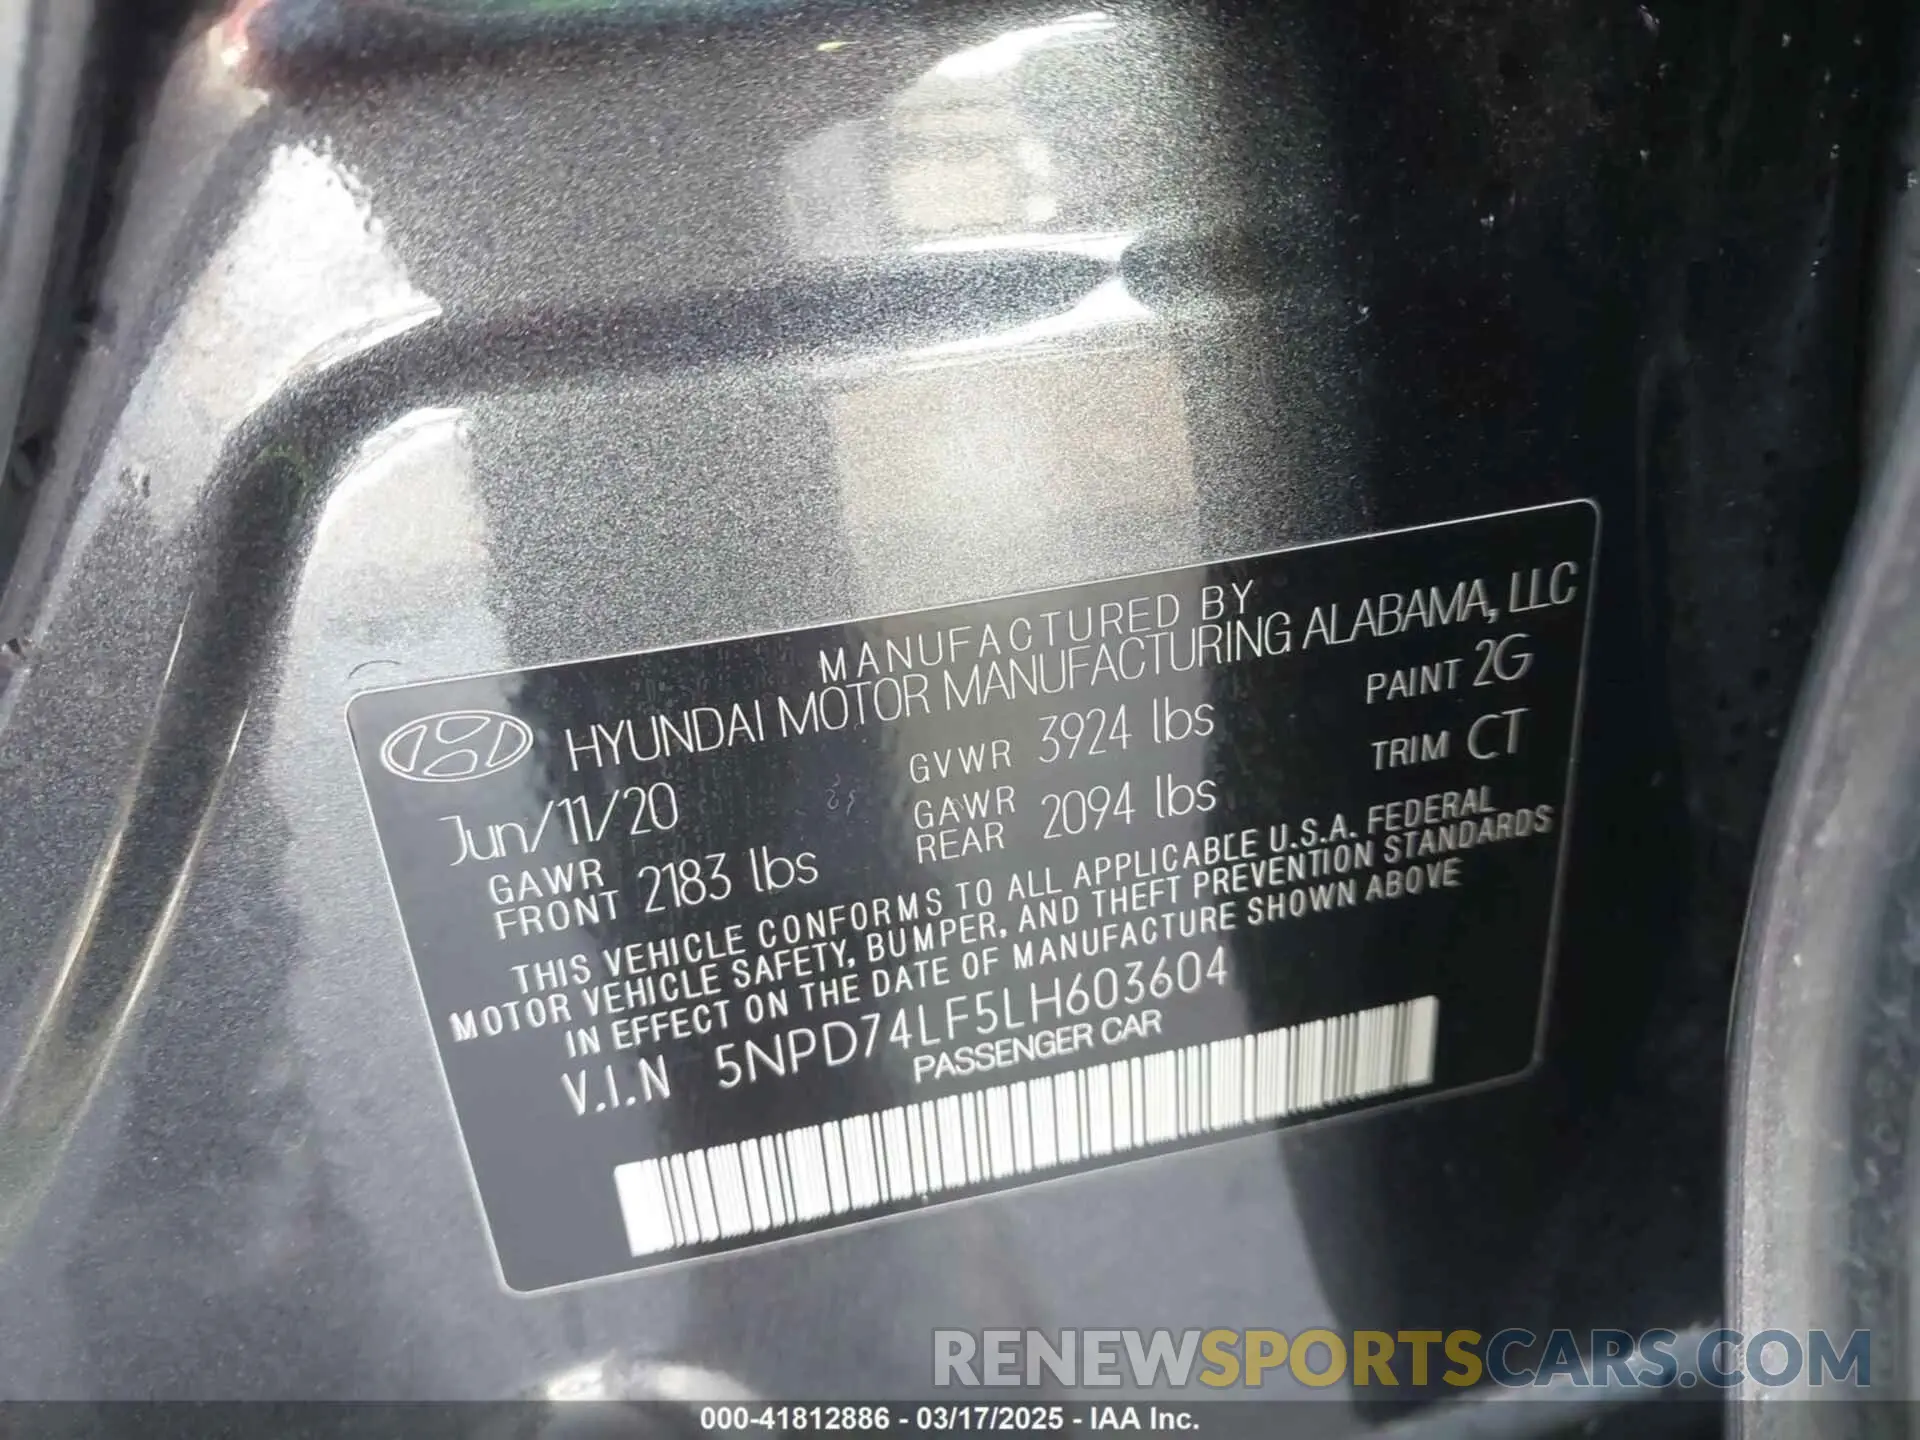 MANUFACTURED BY
HYUNDAI MOTOR MANUFACTURING ALABAMA, LLC
Jun/11/20 GVWR 3924 lbs PAINT 2G
GAWR FRONT 2183 lbs GAWR REAR 2094 lbs TRIM CT
THIS VEHICLE CONFORMS TO ALL APPLICABLE U.S.A. FEDERAL
MOTOR VEHICLE SAFETY, BUMPER, AND THEFT PREVENTION STANDARDS
IN EFFECT ON THE DATE OF MANUFACTURE SHOWN ABOVE
V.I.N 5NPD74LF5LH603604
PASSENGER CAR
RENEWSPORTSCARS.COM
000-41812886 - 03/17/2025 - IAA Inc.